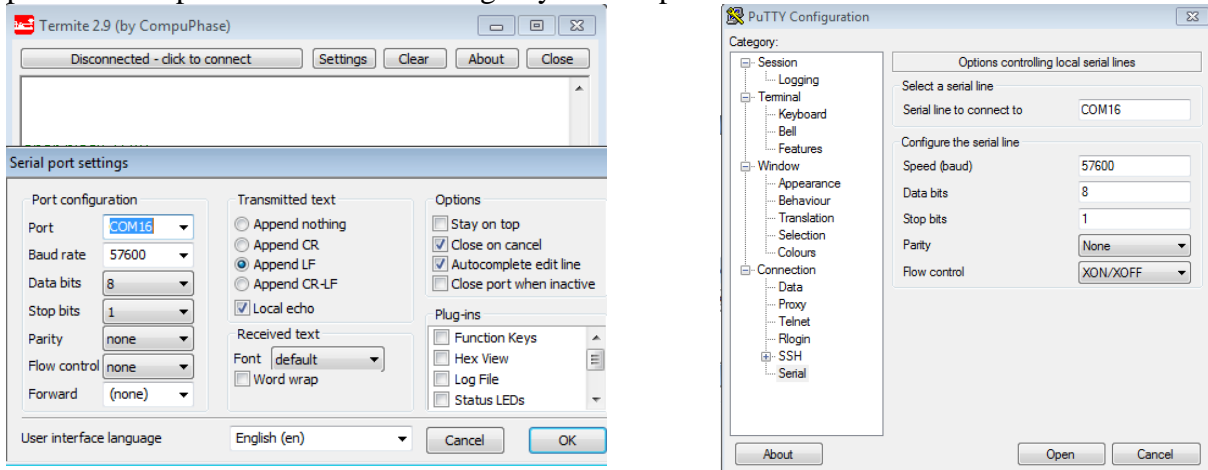 Termite 2.9 (by CompuPhase)
Disconnected - click to connect Settings Clear About Close
Serial port settings
Port configuration
Port COM16
Baud rate 57600
Data bits 8
Stop bits 1
Parity none
Flow control none
Forward (none)
Transmitted text
Append nothing
Append CR
Append LF
Append CR-LF
Local echo
Received text
Font default
Word wrap
Options
Stay on top
Close on cancel
Autocomplete edit line
Close port when inactive
Plug-ins
Function Keys
Hex View
Log File
Status LEDs
User interface language English (en) Cancel OK
PuTTY Configuration
Category:
Session
Logging
Terminal
Keyboard
Bell
Features
Window
Appearance
Behaviour
Translation
Selection
Colours
Connection
Data
Proxy
Telnet
Rlogin
SSH
Serial
Options controlling local serial lines
Select a serial line
Serial line to connect to COM16
Configure the serial line
Speed (baud) 57600
Data bits 8
Stop bits 1
Parity None
Flow control XON/XOFF
About Open Cancel